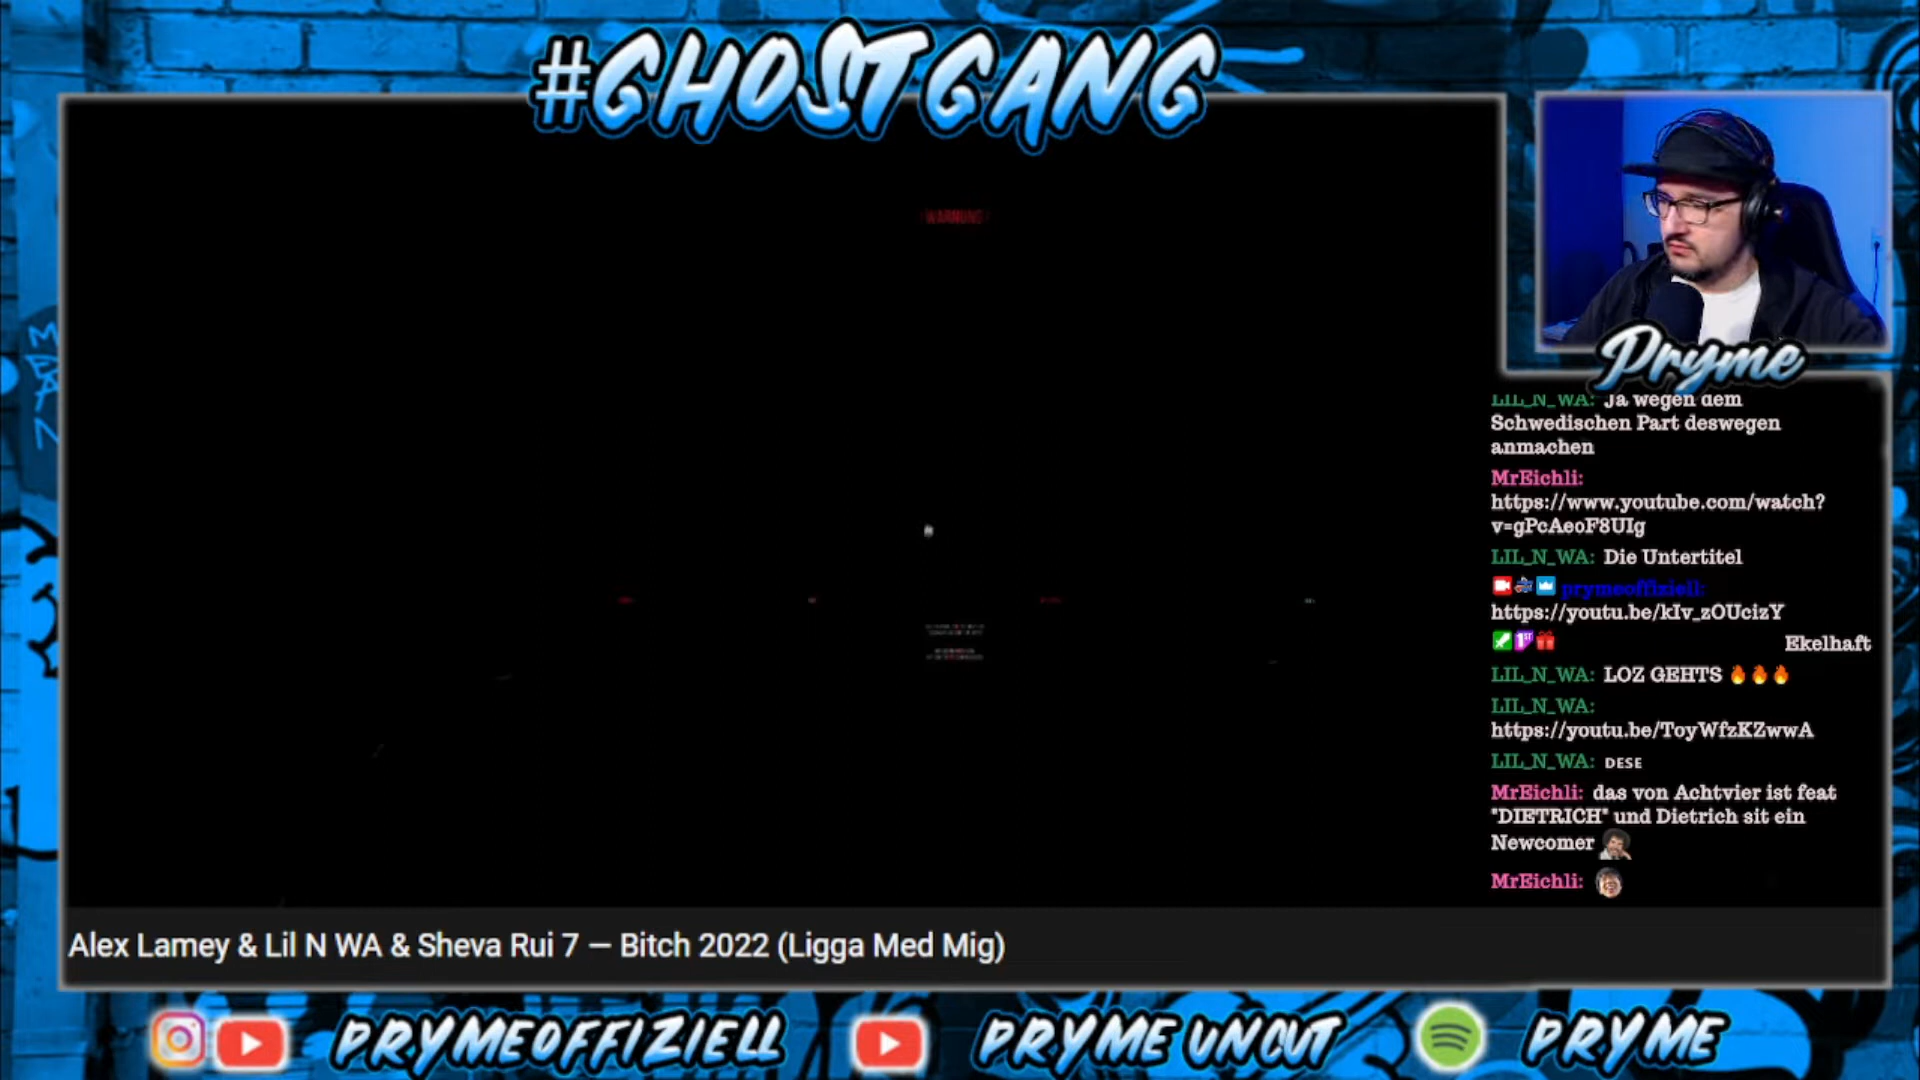 #GHOSTGANG
WARNUNG
Pryme
LIL_N_WA: Ja wegen dem
Schwedischen Part deswegen
anmachen
MrEichli:
https://www.youtube.com/watch?
v=gPcAeoF8UIg
LIL_N_WA: Die Untertitel
prymeoffiziell:
https://youtu.be/kIv_zOUcizY
Ekelhaft
LIL_N_WA: LOZ GEHTS 🔥🔥🔥
LIL_N_WA:
https://youtu.be/ToyWfzKZwwA
LIL_N_WA: DESE
MrEichli: das von Achtvier ist feat
"DIETRICH" und Dietrich sit ein
Newcomer
MrEichli:
Alex Lamey & Lil N WA & Sheva Rui 7 — Bitch 2022 (Ligga Med Mig)
PRYMEOFFIZIELL
PRYME UNCUT
PRYME